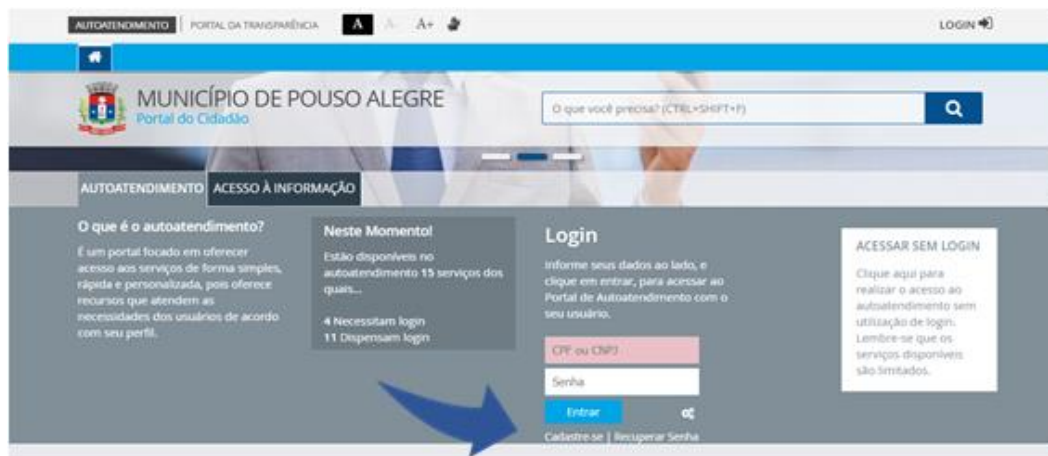 AUTOATENDIMENTO | PORTAL DA TRANSPARÊNCIA A A- A+ LOGIN
MUNICÍPIO DE POUSO ALEGRE
Portal do Cidadão
O que você precisa? (CTRL+SHIFT+F)
AUTOATENDIMENTO ACESSO À INFORMAÇÃO
O que é o autoatendimento?
É um portal focado em oferecer
acesso aos serviços de forma simples,
rápida e personalizada, pois oferece
recursos que atendem as
necessidades dos usuários de acordo
com seu perfil.
Neste Momento!
Estão disponíveis no
autoatendimento 15 serviços dos
quais...
4 Necessitam login
11 Dispensam login
Login
Informe seus dados ao lado, e
clique em entrar, para acessar ao
Portal de Autoatendimento com o
seu usuário.
CPF ou CNPJ
Senha
Entrar
Cadastre-se | Recuperar Senha
ACESSAR SEM LOGIN
Clique aqui para
realizar o acesso ao
autoatendimento sem
utilização de login.
Lembre-se que os
serviços disponíveis
são limitados.